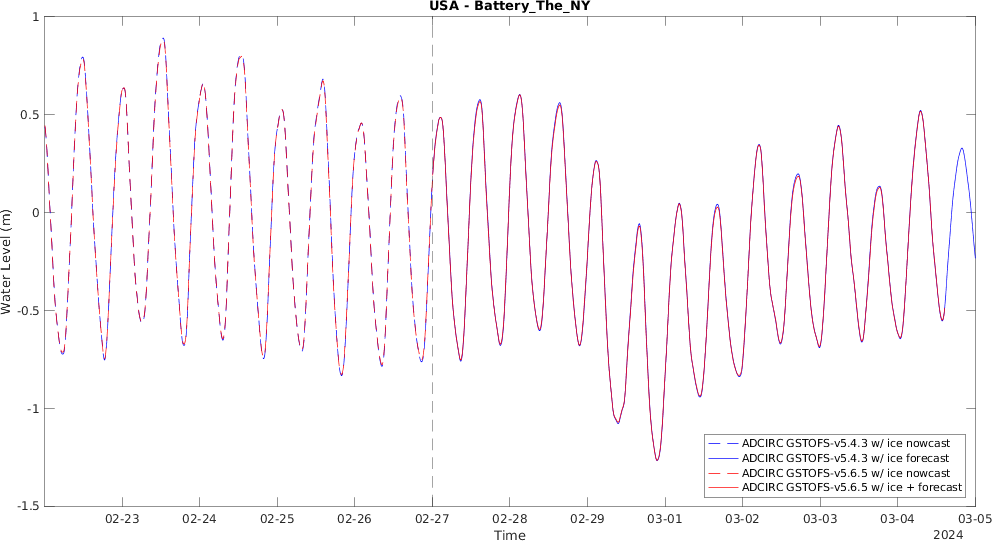 USA - Battery_The_NY
1
0.5
0
-0.5
-1
-1.5
Water Level (m)
02-23 02-24 02-25 02-26 02-27 02-28 02-29 03-01 03-02 03-03 03-04 03-05
Time
2024
ADCIRC GSTOFS-v5.4.3 w/ ice nowcast
ADCIRC GSTOFS-v5.4.3 w/ ice forecast
ADCIRC GSTOFS-v5.6.5 w/ ice nowcast
ADCIRC GSTOFS-v5.6.5 w/ ice + forecast